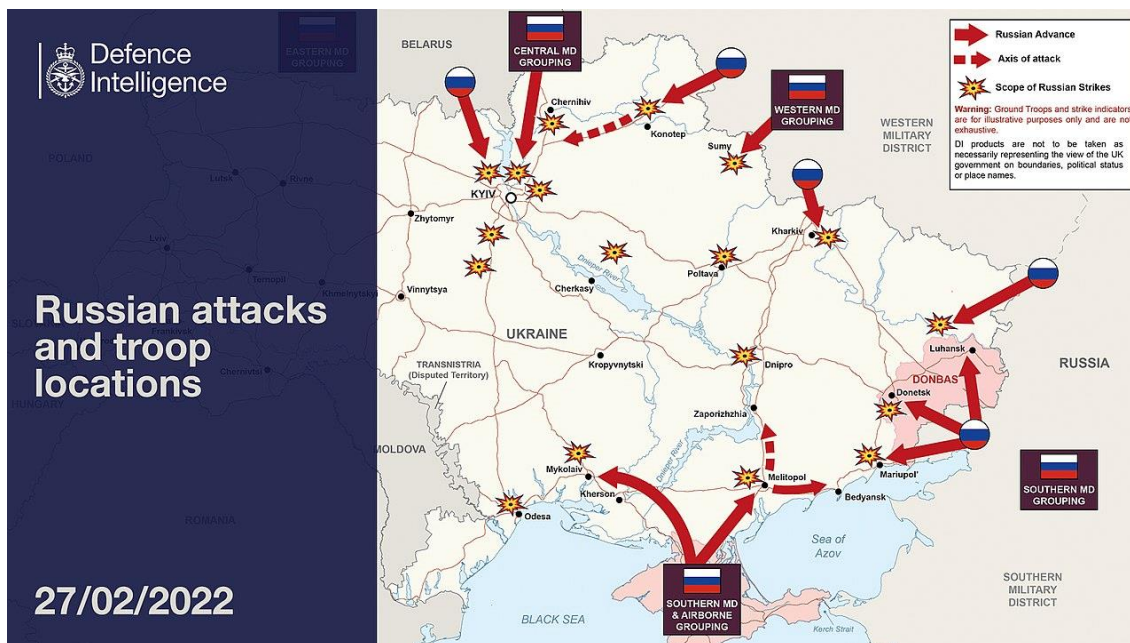 Defence
Intelligence
Russian attacks
and troop
locations
27/02/2022
EASTERN MD
GROUPING
POLAND
Lutsk
Rivne
Lviv
Ternopil
Khmelnytskyi
Frankivsk
Chernivtsi
HUNGARY
ROMANIA
BELARUS
CENTRAL MD
GROUPING
Chernihiv
Konotep
WESTERN MD
GROUPING
Sumy
WESTERN
MILITARY
DISTRICT
KYIV
Zhytomyr
Kharkiv
Dnieper River
Poltava
Cherkasy
Vinnytsya
UKRAINE
Luhansk
RUSSIA
TRANSNISTRIA
(Disputed Territory)
Kropyvnytski
Dnipro
DONBAS
Donetsk
Zaporizhzhia
MOLDOVA
Dnieper River
Mykolaiv
Melitopol
Mariupol'
Kherson
Bedyansk
SOUTHERN MD
GROUPING
Odesa
Sea of
Azov
SOUTHERN MD
& AIRBORNE
GROUPING
SOUTHERN
MILITARY
DISTRICT
BLACK SEA
Kerch Strait
LEGEND
Russian Advance
Axis of attack
Scope of Russian Strikes
Warning: Ground Troops and strike indicators
are for illustrative purposes only and are not
exhaustive.
DI products are not to be taken as
necessarily representing the view of the UK
government on boundaries, political status
or place names.